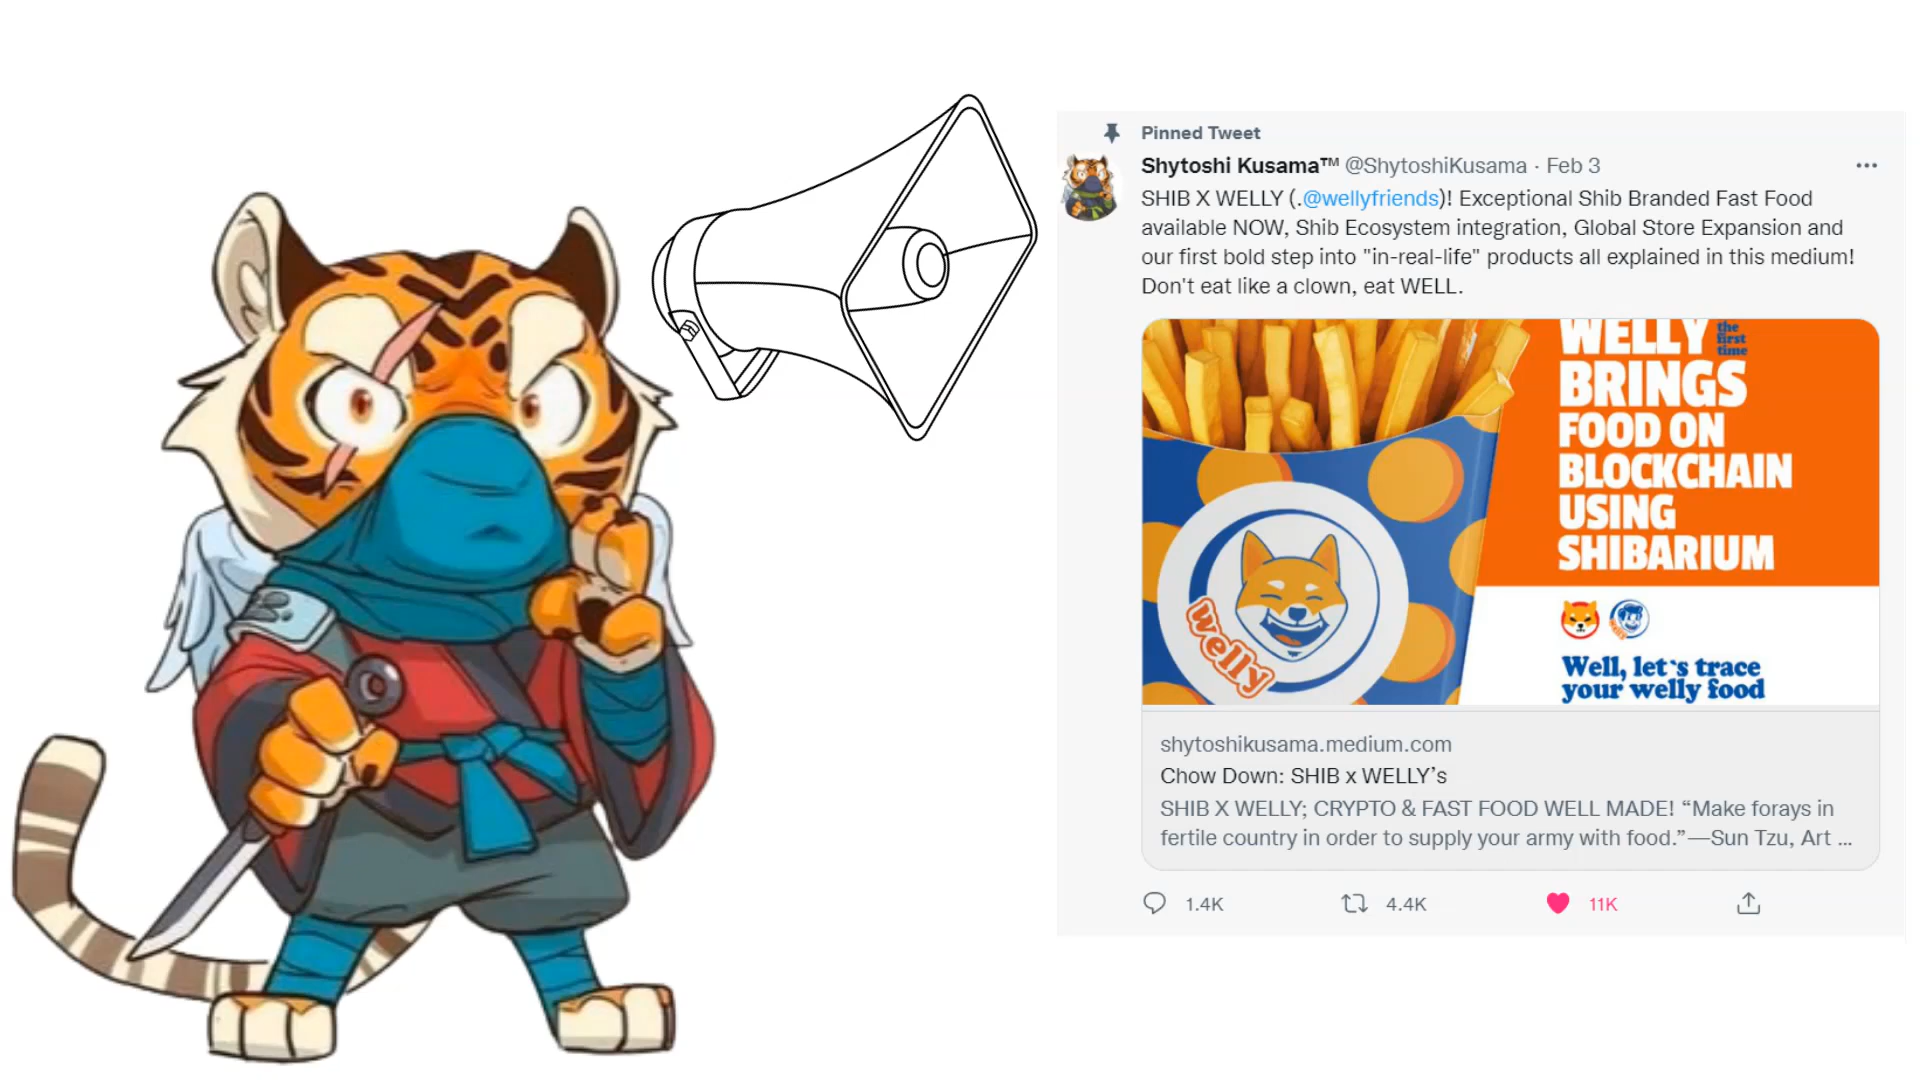 Pinned Tweet
Shytoshi Kusama™ @ShytoshiKusama · Feb 3
SHIB X WELLY (.@wellyfriends)! Exceptional Shib Branded Fast Food
available NOW, Shib Ecosystem integration, Global Store Expansion and
our first bold step into "in-real-life" products all explained in this medium!
Don't eat like a clown, eat WELL.
WELLY the
first
time
BRINGS
FOOD ON
BLOCKCHAIN
USING
SHIBARIUM
welly
Well, let`s trace
your welly food
shytoshikusama.medium.com
Chow Down: SHIB x WELLY’s
SHIB X WELLY; CRYPTO & FAST FOOD WELL MADE! “Make forays in
fertile country in order to supply your army with food.”—Sun Tzu, Art ...
1.4K 4.4K 11K